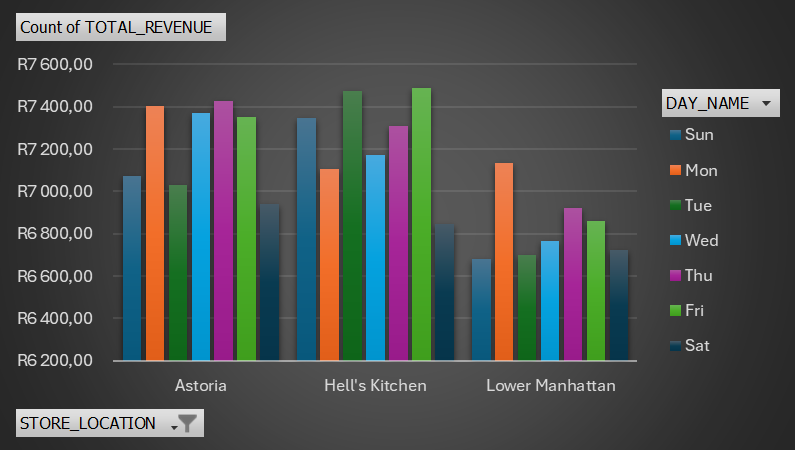 Count of TOTAL_REVENUE
R7 600,00
R7 400,00
R7 200,00
R7 000,00
R6 800,00
R6 600,00
R6 400,00
R6 200,00
Astoria
Hell's Kitchen
Lower Manhattan
DAY_NAME
Sun
Mon
Tue
Wed
Thu
Fri
Sat
STORE_LOCATION